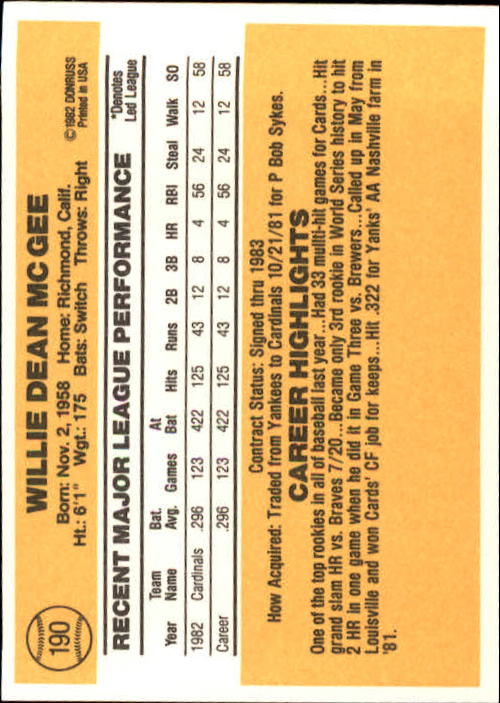 190
WILLIE DEAN MC GEE
Born: Nov. 2, 1958 Home: Richmond, Calif.
Ht.: 6'1" Wgt.: 175 Bats: Switch Throws: Right
© 1982 DONRUSS
Printed in USA
RECENT MAJOR LEAGUE PERFORMANCE
*Denotes
Led League
Year Team Name Bat. Avg. Games At Bat Hits Runs 2B 3B HR RBI Steal Walk SO
1982 Cardinals .296 123 422 125 43 12 8 4 56 24 12 58
Career .296 123 422 125 43 12 8 4 56 24 12 58
Contract Status: Signed thru 1983
How Acquired: Traded from Yankees to Cardinals 10/21/81 for P Bob Sykes.
CAREER HIGHLIGHTS
One of the top rookies in all of baseball last year...Had 33 mullti-hit games for Cards...Hit
grand slam HR vs. Braves 7/20...Became only 3rd rookie in World Series history to hit
2 HR in one game when he did it in Game Three vs. Brewers...Called up in May from
Louisville and won Cards' CF job for keeps...Hit .322 for Yanks' AA Nashville farm in
'81.